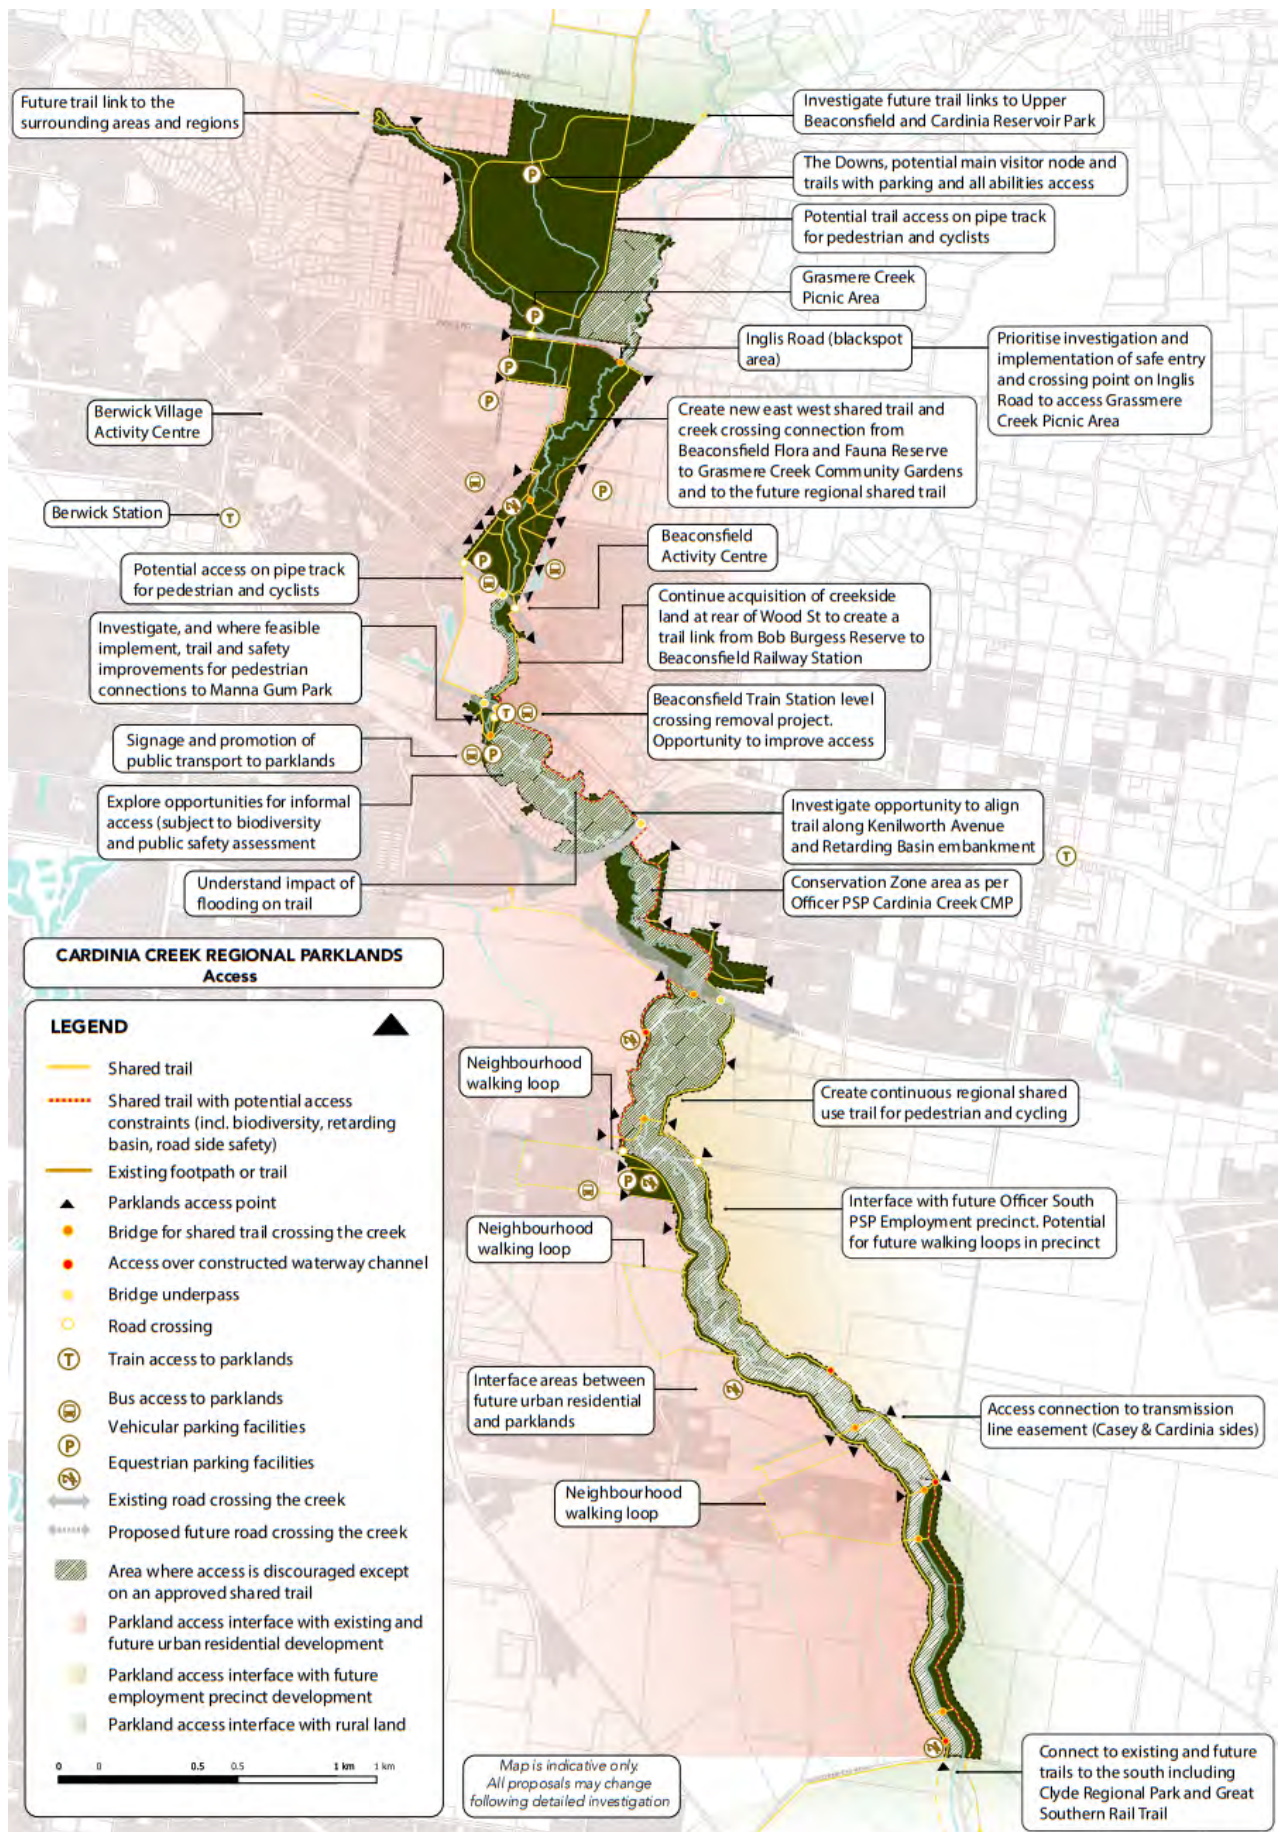 Future trail link to the
surrounding areas and regions
Investigate future trail links to Upper
Beaconsfield and Cardinia Reservoir Park
The Downs, potential main visitor node and
trails with parking and all abilities access
Potential trail access on pipe track
for pedestrian and cyclists
Grasmere Creek
Picnic Area
Inglis Road (blackspot
area)
Prioritise investigation and
implementation of safe entry
and crossing point on Inglis
Road to access Grassmere
Creek Picnic Area
Berwick Village
Activity Centre
Create new east west shared trail and
creek crossing connection from
Beaconsfield Flora and Fauna Reserve
to Grasmere Creek Community Gardens
and to the future regional shared trail
Berwick Station
Beaconsfield
Activity Centre
Potential access on pipe track
for pedestrian and cyclists
Continue acquisition of creekside
land at rear of Wood St to create a
trail link from Bob Burgess Reserve to
Beaconsfield Railway Station
Investigate, and where feasible
implement, trail and safety
improvements for pedestrian
connections to Manna Gum Park
Beaconsfield Train Station level
crossing removal project.
Opportunity to improve access
Signage and promotion of
public transport to parklands
Explore opportunities for informal
access (subject to biodiversity
and public safety assessment
Investigate opportunity to align
trail along Kenilworth Avenue
and Retarding Basin embankment
Understand impact of
flooding on trail
Conservation Zone area as per
Officer PSP Cardinia Creek CMP
CARDINIA CREEK REGIONAL PARKLANDS
Access
LEGEND
Shared trail
Shared trail with potential access
constraints (incl. biodiversity, retarding
basin, road side safety)
Existing footpath or trail
Parklands access point
Bridge for shared trail crossing the creek
Access over constructed waterway channel
Bridge underpass
Road crossing
T Train access to parklands
Bus access to parklands
Vehicular parking facilities
P
Equestrian parking facilities
Existing road crossing the creek
Proposed future road crossing the creek
Area where access is discouraged except
on an approved shared trail
Parkland access interface with existing and
future urban residential development
Parkland access interface with future
employment precinct development
Parkland access interface with rural land
0 0 0.5 0.5 1 km 1 km
Neighbourhood
walking loop
Create continuous regional shared
use trail for pedestrian and cycling
Interface with future Officer South
PSP Employment precinct. Potential
for future walking loops in precinct
Neighbourhood
walking loop
Interface areas between
future urban residential
and parklands
Access connection to transmission
line easement (Casey & Cardinia sides)
Neighbourhood
walking loop
Map is indicative only.
All proposals may change
following detailed investigation
Connect to existing and future
trails to the south including
Clyde Regional Park and Great
Southern Rail Trail